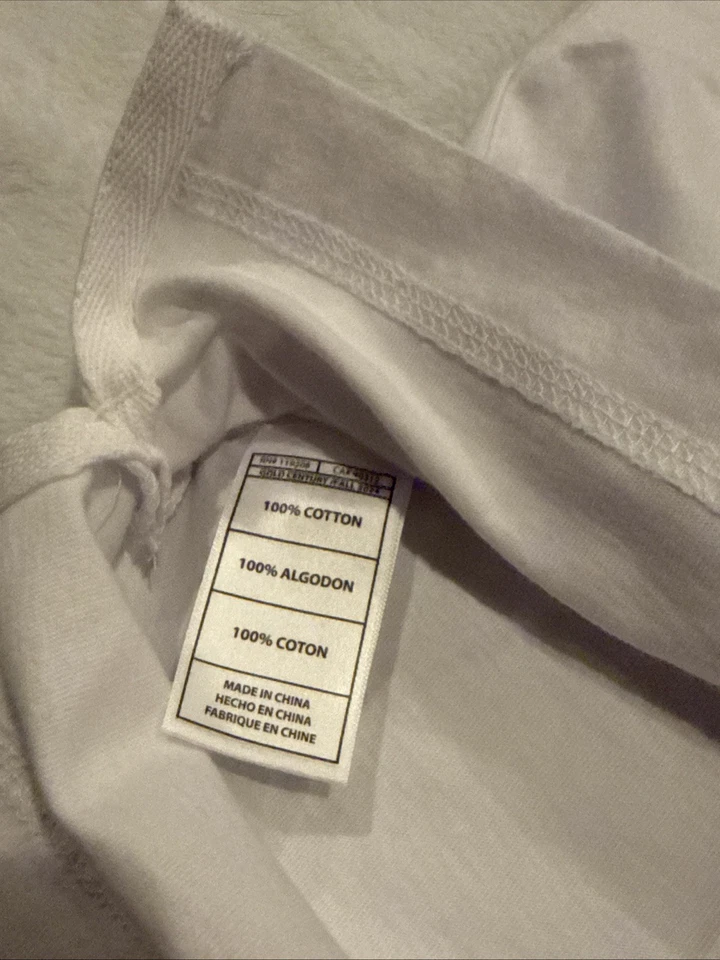 GOLD CENTURY /FALL 2024
100% COTTON
100% ALGODON
100% COTON
MADE IN CHINA
HECHO EN CHINA
FABRIQUE EN CHINE